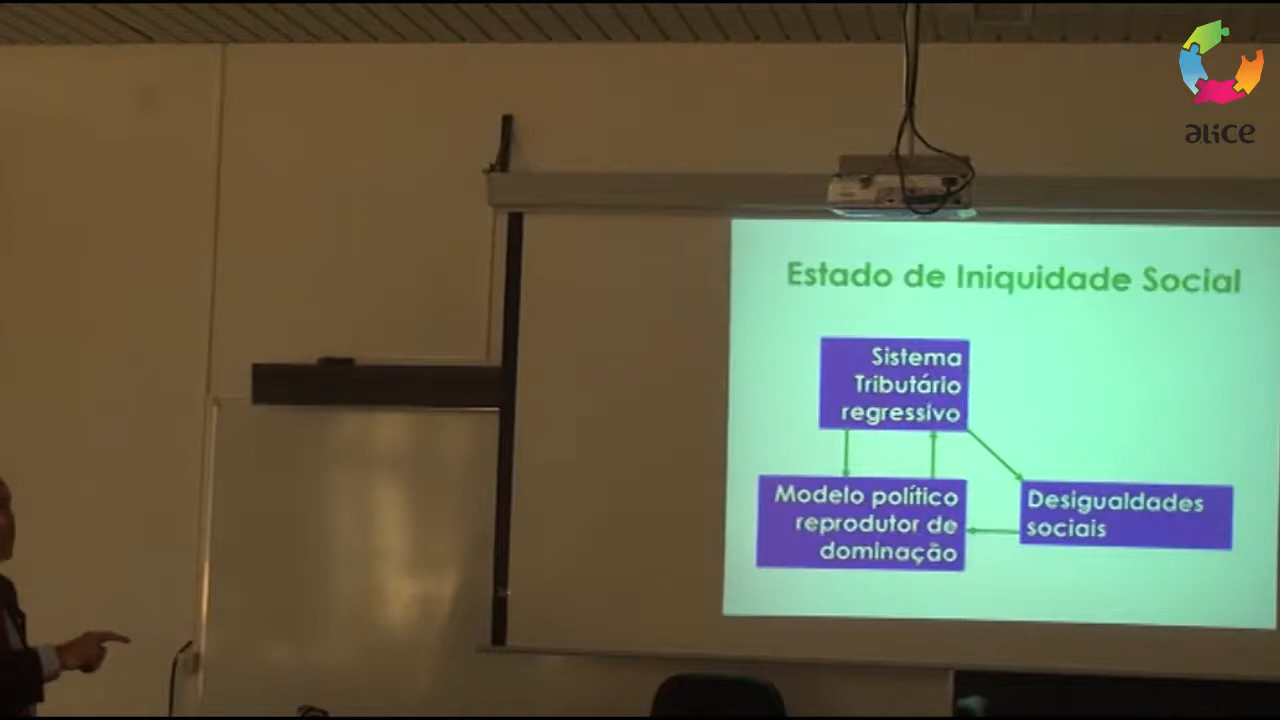 alice
Estado de Iniquidade Social
Sistema
Tributário
regressivo
Modelo político
reprodutor de
dominação
Desigualdades
sociais